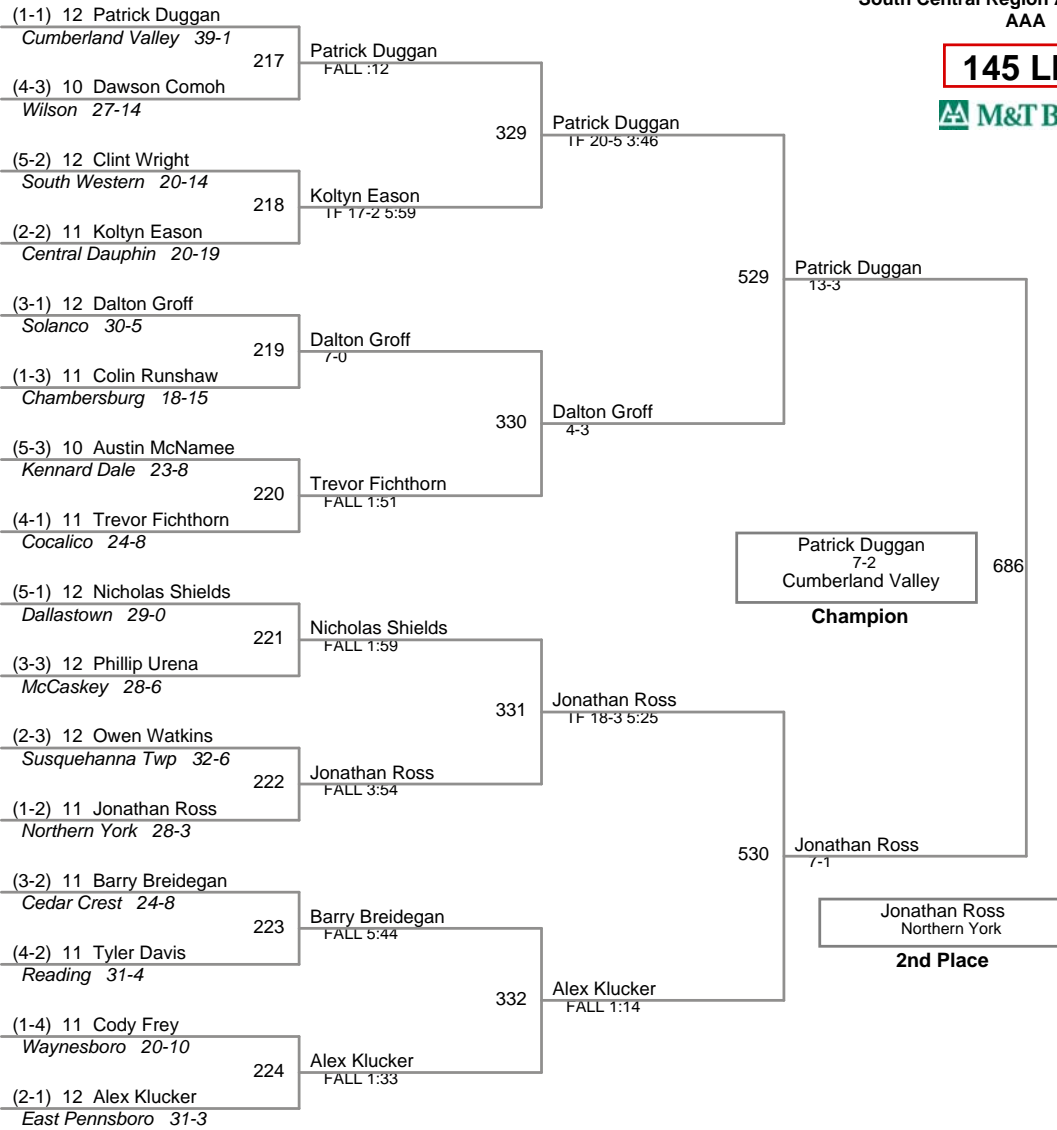 South Central Region
AAA
145
M&T
(1-1) 12 Patrick Duggan
Cumberland Valley 39-1
217
Patrick Duggan
FALL :12
(4-3) 10 Dawson Comoh
Wilson 27-14
329
Patrick Duggan
TF 20-5 3:46
(5-2) 12 Clint Wright
South Western 20-14
218
Koltyn Eason
TF 17-2 5:59
(2-2) 11 Koltyn Eason
Central Dauphin 20-19
529
Patrick Duggan
13-3
(3-1) 12 Dalton Groff
Solanco 30-5
219
Dalton Groff
7-0
(1-3) 11 Colin Runshaw
Chambersburg 18-15
330
Dalton Groff
4-3
(5-3) 10 Austin McNamee
Kennard Dale 23-8
220
Trevor Fichthorn
FALL 1:51
(4-1) 11 Trevor Fichthorn
Cocalico 24-8
Patrick Duggan
7-2
Cumberland Valley
686
Champion
(5-1) 12 Nicholas Shields
Dallastown 29-0
221
Nicholas Shields
FALL 1:59
(3-3) 12 Phillip Urena
McCaskey 28-6
331
Jonathan Ross
TF 18-3 5:25
(2-3) 12 Owen Watkins
Susquehanna Twp 32-6
222
Jonathan Ross
FALL 3:54
(1-2) 11 Jonathan Ross
Northern York 28-3
530
Jonathan Ross
7-1
(3-2) 11 Barry Breidegan
Cedar Crest 24-8
223
Barry Breidegan
FALL 5:44
(4-2) 11 Tyler Davis
Reading 31-4
Jonathan Ross
Northern York
2nd Place
332
Alex Klucker
FALL 1:14
(1-4) 11 Cody Frey
Waynesboro 20-10
224
Alex Klucker
FALL 1:33
(2-1) 12 Alex Klucker
East Pennsboro 31-3